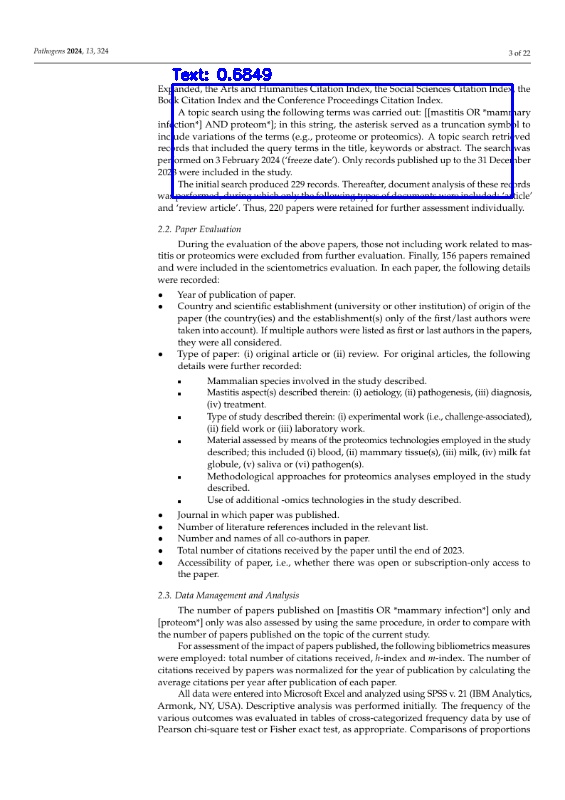 Pathogens 2024, 13, 324
3 of 22
Text: 0.6849
Expanded, the Arts and Humanities Citation Index, the Social Sciences Citation Index, the
Book Citation Index and the Conference Proceedings Citation Index.
A topic search using the following terms was carried out: [[mastitis OR *mammary
infection*] AND proteom*]; in this string, the asterisk served as a truncation symbol to
include variations of the terms (e.g., proteome or proteomics). A topic search retrieved
records that included the query terms in the title, keywords or abstract. The search was
performed on 3 February 2024 (‘freeze date’). Only records published up to the 31 December
2023 were included in the study.
The initial search produced 229 records. Thereafter, document analysis of these records
was performed, during which only the following types of documents were included: ‘article’
and ‘review article’. Thus, 220 papers were retained for further assessment individually.
2.2. Paper Evaluation
During the evaluation of the above papers, those not including work related to mas-
titis or proteomics were excluded from further evaluation. Finally, 156 papers remained
and were included in the scientometrics evaluation. In each paper, the following details
were recorded:
• Year of publication of paper.
• Country and scientific establishment (university or other institution) of origin of the
paper (the country(ies) and the establishment(s) only of the first/last authors were
taken into account). If multiple authors were listed as first or last authors in the papers,
they were all considered.
• Type of paper: (i) original article or (ii) review. For original articles, the following
details were further recorded:
▪ Mammalian species involved in the study described.
▪ Mastitis aspect(s) described therein: (i) aetiology, (ii) pathogenesis, (iii) diagnosis,
(iv) treatment.
▪ Type of study described therein: (i) experimental work (i.e., challenge-associated),
(ii) field work or (iii) laboratory work.
▪ Material assessed by means of the proteomics technologies employed in the study
described; this included (i) blood, (ii) mammary tissue(s), (iii) milk, (iv) milk fat
globule, (v) saliva or (vi) pathogen(s).
▪ Methodological approaches for proteomics analyses employed in the study
described.
▪ Use of additional -omics technologies in the study described.
• Journal in which paper was published.
• Number of literature references included in the relevant list.
• Number and names of all co-authors in paper.
• Total number of citations received by the paper until the end of 2023.
• Accessibility of paper, i.e., whether there was open or subscription-only access to
the paper.
2.3. Data Management and Analysis
The number of papers published on [mastitis OR *mammary infection*] only and
[proteom*] only was also assessed by using the same procedure, in order to compare with
the number of papers published on the topic of the current study.
For assessment of the impact of papers published, the following bibliometrics measures
were employed: total number of citations received, h-index and m-index. The number of
citations received by papers was normalized for the year of publication by calculating the
average citations per year after publication of each paper.
All data were entered into Microsoft Excel and analyzed using SPSS v. 21 (IBM Analytics,
Armonk, NY, USA). Descriptive analysis was performed initially. The frequency of the
various outcomes was evaluated in tables of cross-categorized frequency data by use of
Pearson chi-square test or Fisher exact test, as appropriate. Comparisons of proportions